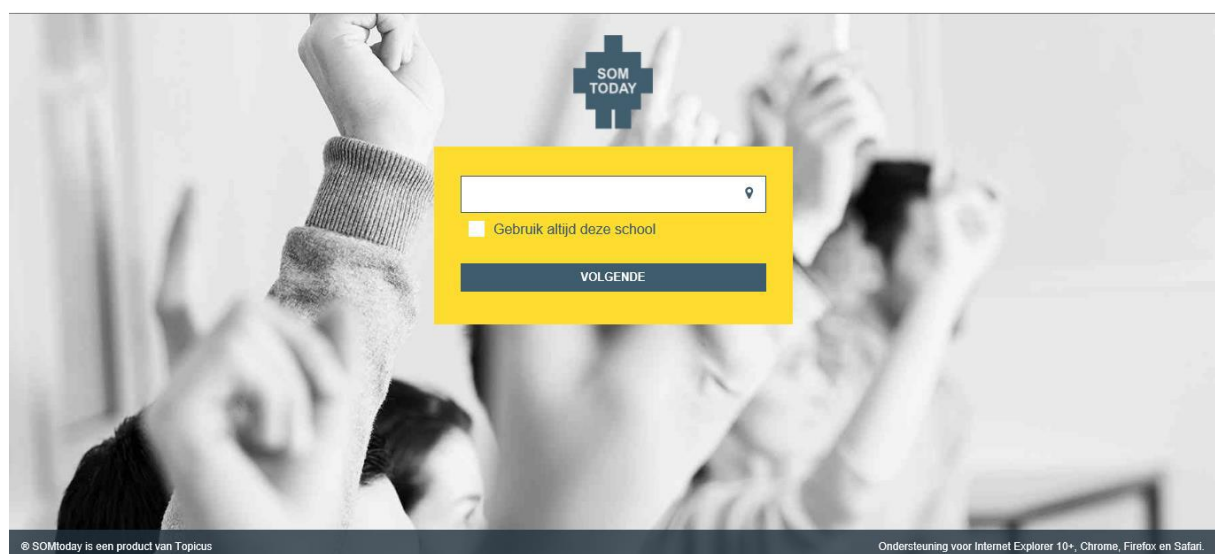 SOM
TODAY
Gebruik altijd deze school
VOLGENDE
® SOMtoday is een product van Topicus
Ondersteuning voor Internet Explorer 10+, Chrome, Firefox en Safari.